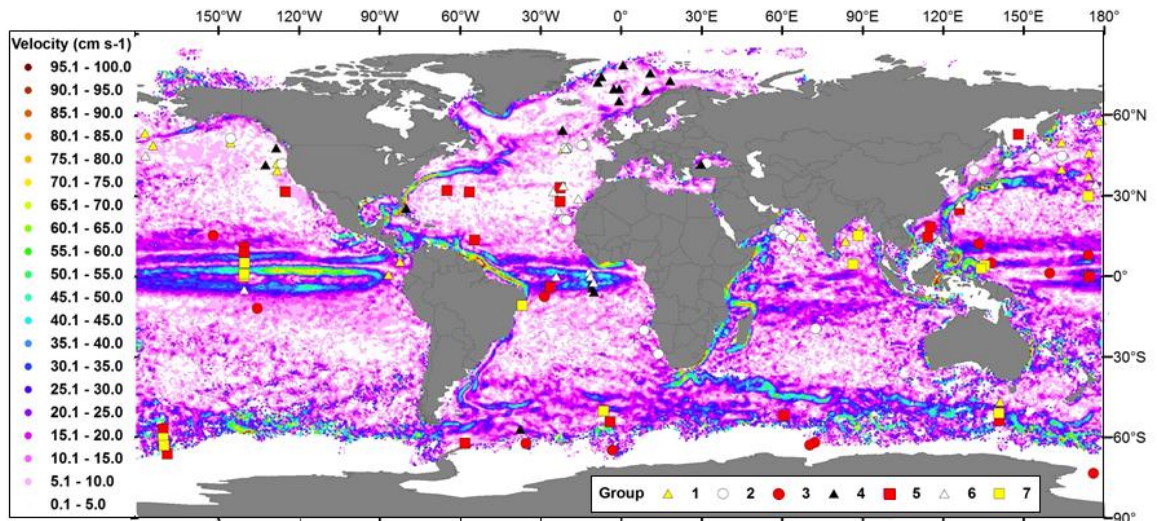 150°W 120°W 90°W 60°W 30°W 0° 30°E 60°E 90°E 120°E 150°E 180°
Velocity (cm s-1)
95.1 - 100.0
90.1 - 95.0
85.1 - 90.0
80.1 - 85.0
75.1 - 80.0
70.1 - 75.0
65.1 - 70.0
60.1 - 65.0
55.1 - 60.0
50.1 - 55.0
45.1 - 50.0
40.1 - 45.0
35.1 - 40.0
30.1 - 35.0
25.1 - 30.0
20.1 - 25.0
15.1 - 20.0
10.1 - 15.0
5.1 - 10.0
0.1 - 5.0
60°N
30°N
0°
30°S
60°S
90°
Group 1 2 3 4 5 6 7